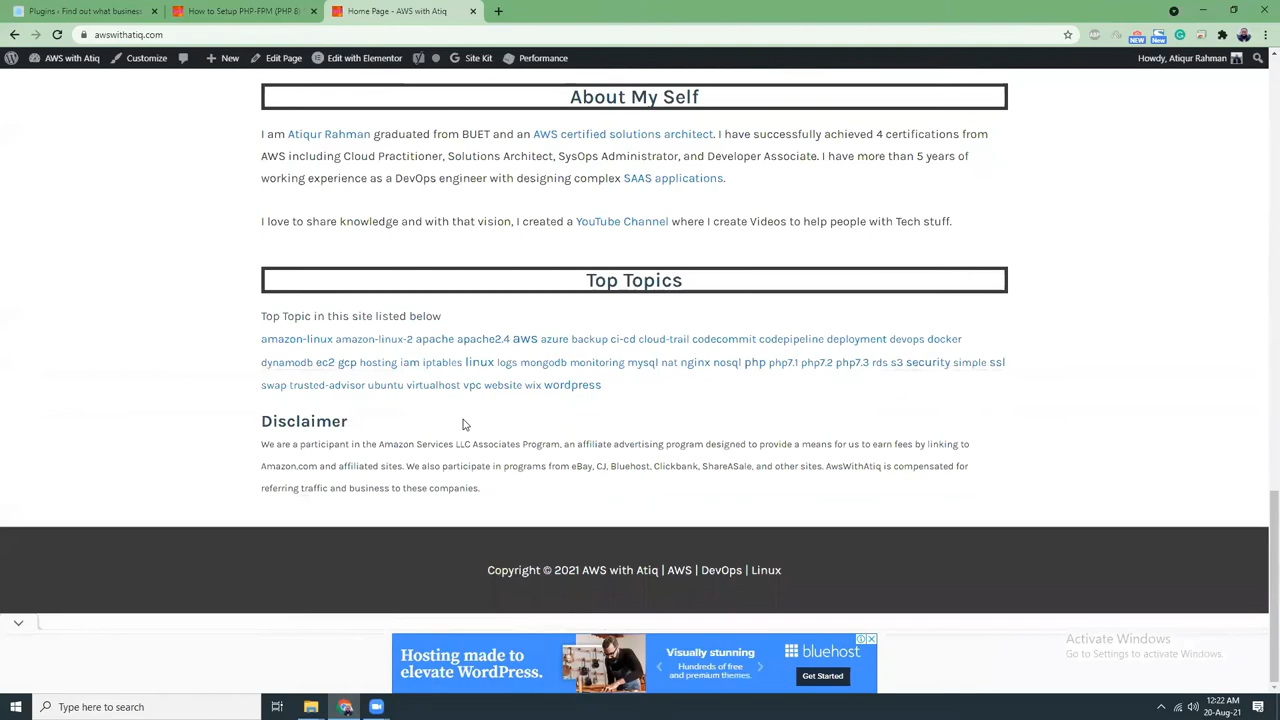 Plugins - Find out what business
How to Setup PHP-FPM (PHP 8)
Home Page - AWS with Atiq
awswithatiq.com
NEW
New
AWS with Atiq
Customize
New
Edit Page
Edit with Elementor
Site Kit
Performance
Howdy, Atiqur Rahman
About My Self
I am Atiqur Rahman graduated from BUET and an AWS certified solutions architect. I have successfully achieved 4 certifications from
AWS including Cloud Practitioner, Solutions Architect, SysOps Administrator, and Developer Associate. I have more than 5 years of
working experience as a DevOps engineer with designing complex SAAS applications.
I love to share knowledge and with that vision, I created a YouTube Channel where I create Videos to help people with Tech stuff.
Top Topics
Top Topic in this site listed below
amazon-linux amazon-linux-2 apache apache2.4 aws azure backup ci-cd cloud-trail codecommit codepipeline deployment devops docker
dynamodb ec2 gcp hosting iam iptables linux logs mongodb monitoring mysql nat nginx nosql php php7.1 php7.2 php7.3 rds s3 security simple ssl
swap trusted-advisor ubuntu virtualhost vpc website wix wordpress
Disclaimer
We are a participant in the Amazon Services LLC Associates Program, an affiliate advertising program designed to provide a means for us to earn fees by linking to
Amazon.com and affiliated sites. We also participate in programs from eBay, CJ, Bluehost, Clickbank, ShareASale, and other sites. AwsWithAtiq is compensated for
referring traffic and business to these companies.
Copyright © 2021 AWS with Atiq | AWS | DevOps | Linux
Hosting made to
elevate WordPress.
Visually stunning
Hundreds of free
and premium themes.
bluehost
Get Started
Activate Windows
Go to Settings to activate Windows.
Type here to search
12:22 AM
20-Aug-21